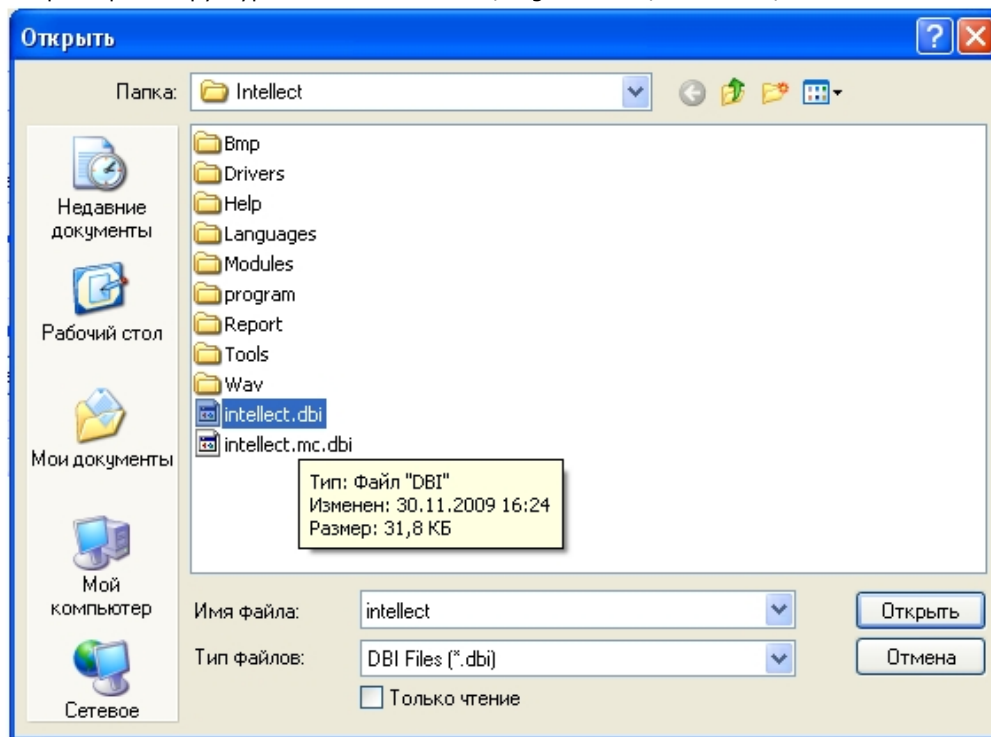 Открыть
Папка: Intellect
Bmp
Drivers
Help
Languages
Modules
program
Report
Tools
Wav
intellect.dbi
intellect.mc.dbi
Тип: Файл "DBI"
Изменен: 30.11.2009 16:24
Размер: 31,8 КБ
Недавние
документы
Рабочий стол
Мои документы
Мой
компьютер
Сетевое
Имя файла: intellect Открыть
Тип файлов: DBI Files (*.dbi) Отмена
Только чтение